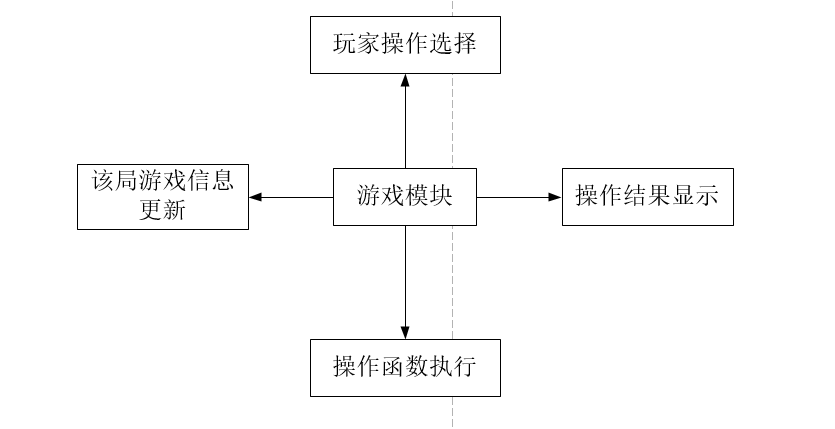 玩家操作选择
该局游戏信息
更新
游戏模块
操作结果显示
操作函数执行